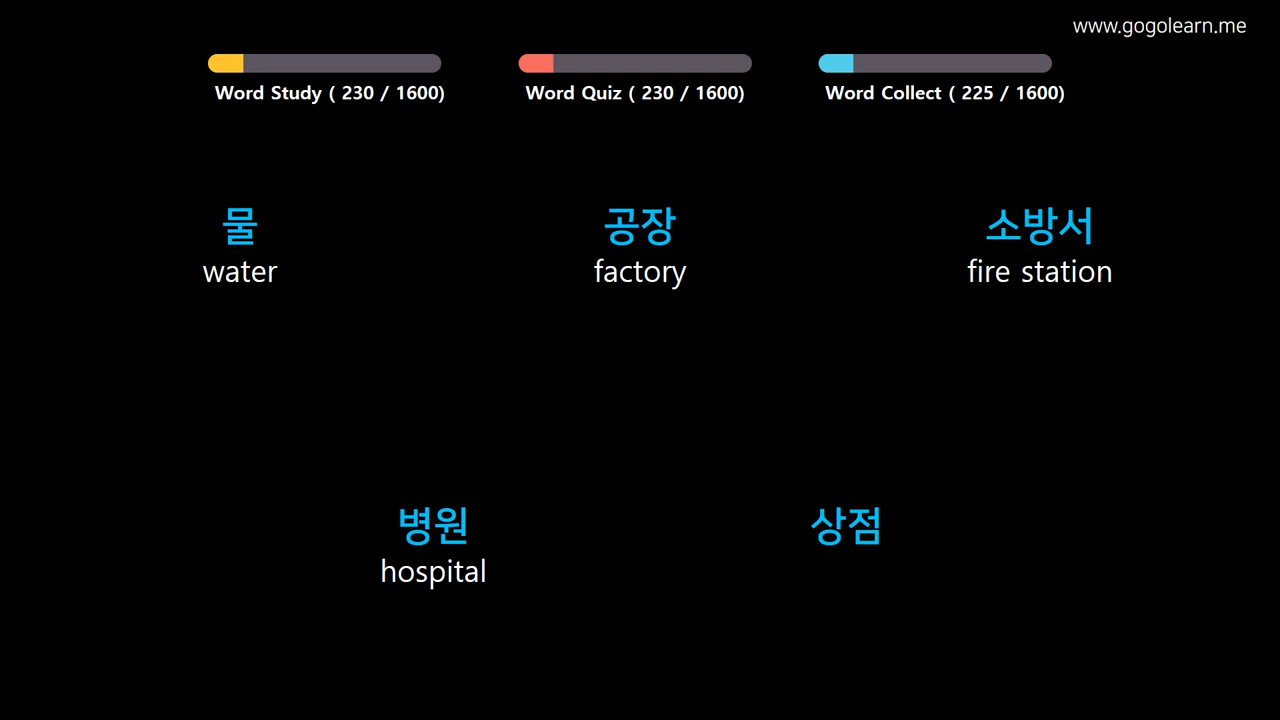 www.gogolearn.me
Word Study ( 230 / 1600)
Word Quiz ( 230 / 1600)
Word Collect ( 225 / 1600)
물
water
공장
factory
소방서
fire station
병원
hospital
상점